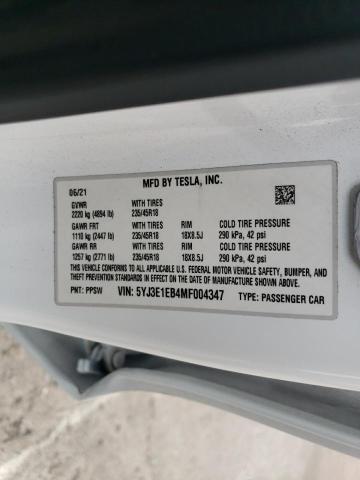 MFD BY TESLA, INC.
06/21
GVWR WITH TIRES
2220 kg (4894 lb) 235/45R18
GAWR FRT WITH TIRES RIM COLD TIRE PRESSURE
1110 kg (2447 lb) 235/45R18 18X8.5J 290 kPa, 42 psi
GAWR RR WITH TIRES RIM COLD TIRE PRESSURE
1257 kg (2771 lb) 235/45R18 18X8.5J 290 kPa, 42 psi
THIS VEHICLE CONFORMS TO ALL APPLICABLE
U.S. FEDERAL MOTOR VEHICLE SAFETY, BUMPER, AND
THEFT PREVENTION STANDARDS IN EFFECT ON THE DATE OF MANUFACTURE SHOWN ABOVE.
PNT: PPSW VIN: 5YJ3E1EB4MF004347 TYPE: PASSENGER CAR